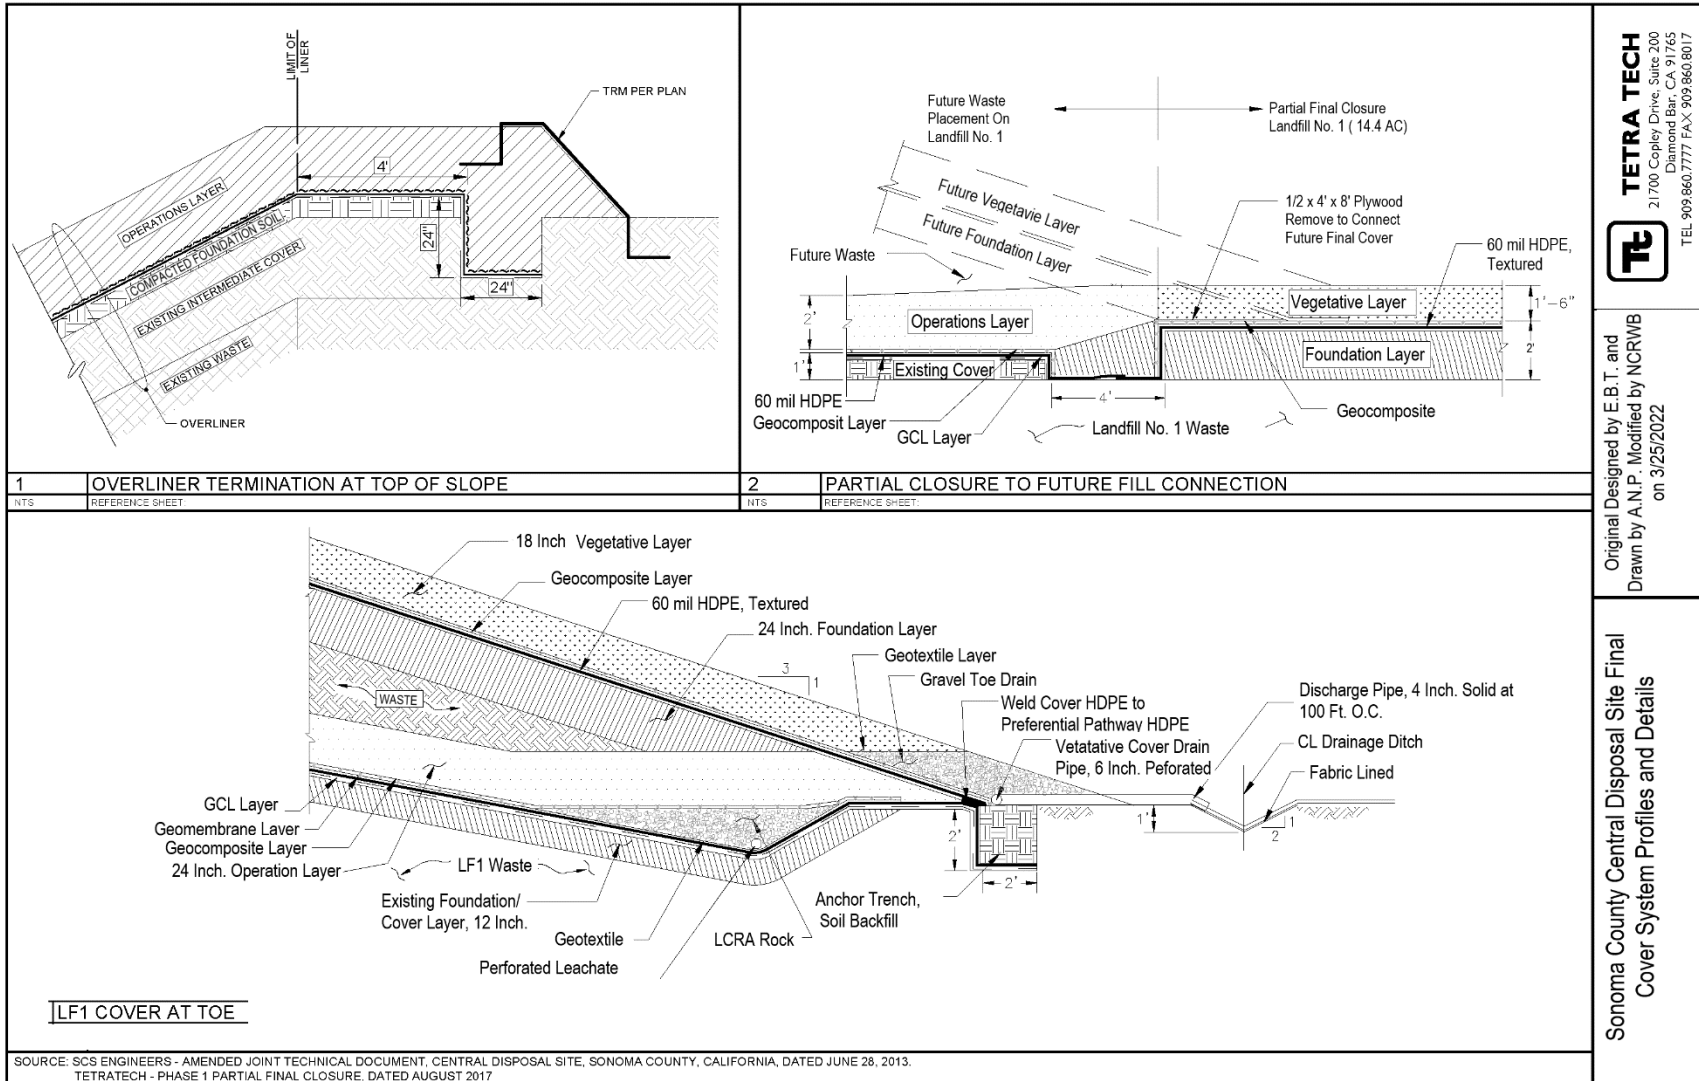 LIMIT OF
LINER
TRM PER PLAN
4'
OPERATIONS LAYER
COMPACTED FOUNDATION SOIL
24"
EXISTING INTERMEDIATE COVER
24"
EXISTING WASTE
OVERLINER
1 OVERLINER TERMINATION AT TOP OF SLOPE
NTS REFERENCE SHEET:
Future Waste
Placement On
Landfill No. 1
Partial Final Closure
Landfill No. 1 ( 14.4 AC)
Future Vegetavie Layer
Future Foundation Layer
1/2 x 4' x 8' Plywood
Remove to Connect
Future Final Cover
60 mil HDPE,
Textured
Future Waste
Vegetative Layer
1'-6"
2'
Operations Layer
Foundation Layer
2'
1'
Existing Cover
60 mil HDPE
Geocomposit Layer
GCL Layer
4'
Landfill No. 1 Waste
Geocomposite
2 PARTIAL CLOSURE TO FUTURE FILL CONNECTION
NTS REFERENCE SHEET:
18 Inch Vegetative Layer
Geocomposite Layer
60 mil HDPE, Textured
24 Inch. Foundation Layer
Geotextile Layer
3
1
Gravel Toe Drain
WASTE
Weld Cover HDPE to
Preferential Pathway HDPE
Vetatative Cover Drain
Pipe, 6 Inch. Peforated
Discharge Pipe, 4 Inch. Solid at
100 Ft. O.C.
CL Drainage Ditch
Fabric Lined
1'
1
2
GCL Layer
Geomembrane Layer
Geocomposite Layer
24 Inch. Operation Layer
LF1 Waste
2'
2'
Existing Foundation/
Cover Layer, 12 Inch.
Anchor Trench,
Soil Backfill
Geotextile
LCRA Rock
Perforated Leachate
LF1 COVER AT TOE
SOURCE: SCS ENGINEERS - AMENDED JOINT TECHNICAL DOCUMENT, CENTRAL DISPOSAL SITE, SONOMA COUNTY, CALIFORNIA, DATED JUNE 28, 2013.
TETRATECH - PHASE 1 PARTIAL FINAL CLOSURE, DATED AUGUST 2017
Tt
TETRA TECH
21700 Copley Drive, Suite 200
Diamond Bar, CA 91765
TEL 909.860.7777 FAX 909.860.8017
Original Designed by E.B.T. and
Drawn by A.N.P. Modified by NCRWB
on 3/25/2022
Sonoma County Central Disposal Site Final
Cover System Profiles and Details